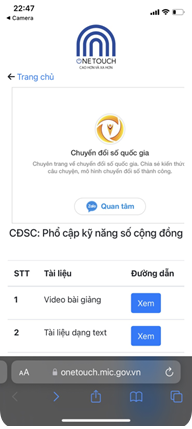 22:47
Camera
ONETOUCH
CAO HƠN VÀ XA HƠN
Trang chủ
Chuyển đổi số quốc gia
Chuyên trang về chuyển đổi số quốc gia. Chia sẻ kiến thức
câu chuyện, mô hình chuyển đổi số thành công.
Zalo Quan tâm
CĐSC: Phổ cập kỹ năng số cộng đồng
STT Tài liệu Đường dẫn
1 Video bài giảng Xem
2 Tài liệu dạng text Xem
AA onetouch.mic.gov.vn